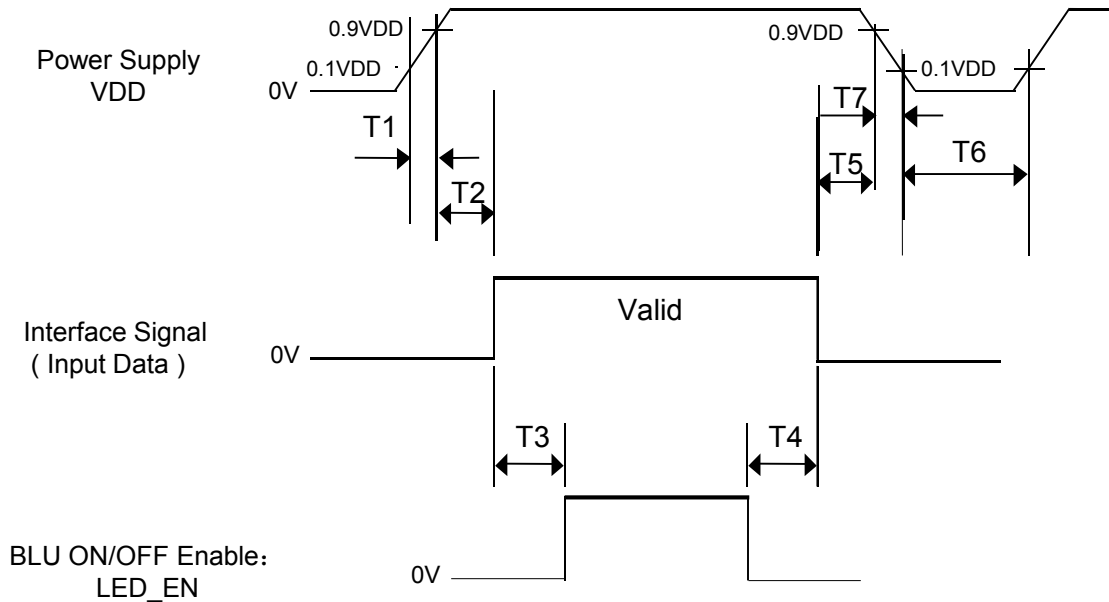 0.9VDD
0.9VDD
Power Supply
VDD
0.1VDD
0.1VDD
0V
T1
T7
T6
T5
T2
Valid
Interface Signal
( Input Data )
0V
T3
T4
BLU ON/OFF Enable：
LED_EN
0V